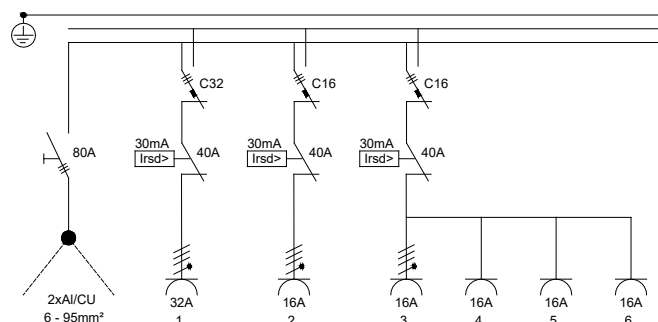 C32 C16 C16
30mA 30mA 30mA
80A Irsd> 40A Irsd> 40A Irsd> 40A
2xAl/CU 32A 16A 16A 16A 16A 16A
6 - 95mm² 1 2 3 4 5 6